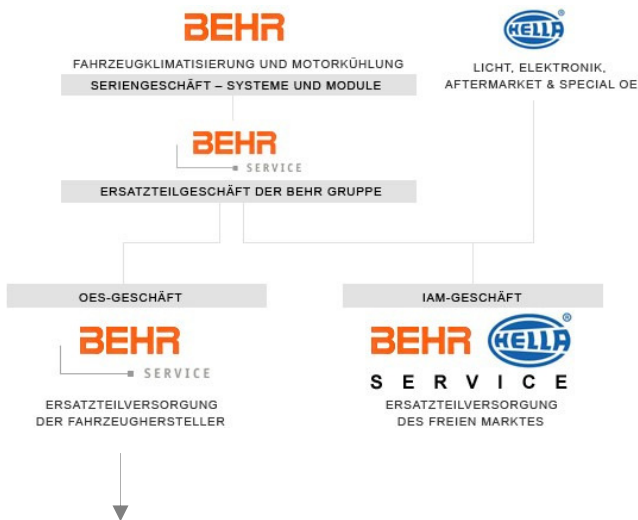 BEHR
FAHRZEUGKLIMATISIERUNG UND MOTORKÜHLUNG
SERIENGESCHÄFT – SYSTEME UND MODULE
HELLA®
LICHT, ELEKTRONIK,
AFTERMARKET & SPECIAL OE
BEHR
SERVICE
ERSATZTEILGESCHÄFT DER BEHR GRUPPE
OES-GESCHÄFT
BEHR
SERVICE
ERSATZTEILVERSORGUNG
DER FAHRZEUGHERSTELLER
IAM-GESCHÄFT
BEHR HELLA®
SERVICE
ERSATZTEILVERSORGUNG
DES FREIEN MARKTES